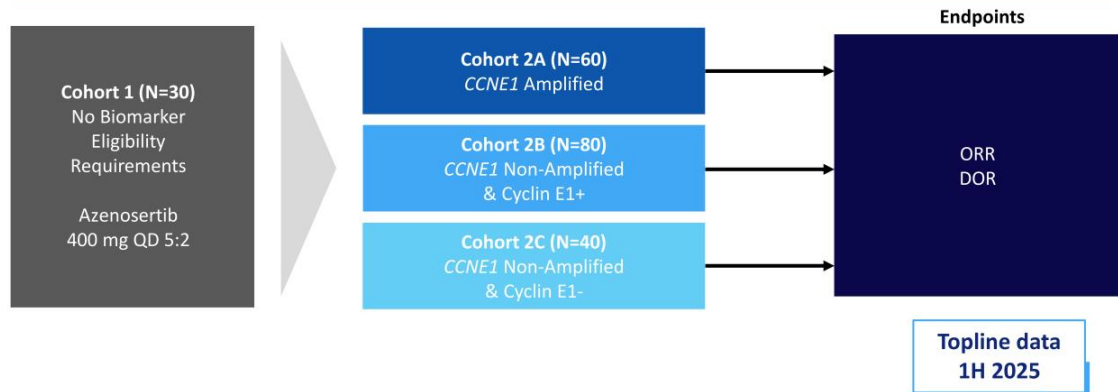 Endpoints
Cohort 1 (N=30)
No Biomarker
Eligibility
Requirements
Azenosertib
400 mg QD 5:2
Cohort 2A (N=60)
CCNE1 Amplified
Cohort 2B (N=80)
CCNE1 Non-Amplified
& Cyclin E1+
Cohort 2C (N=40)
CCNE1 Non-Amplified
& Cyclin E1-
ORR
DOR
Topline data
1H 2025